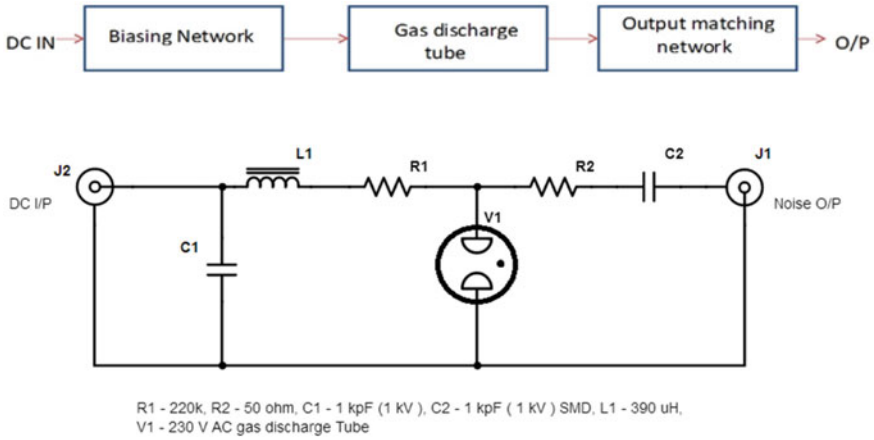 DC IN
Biasing Network
Gas discharge
tube
Output matching
network
O/P
J2
L1
R1
R2
C2
J1
DC I/P
Noise O/P
V1
C1
R1 - 220k, R2 - 50 ohm, C1 - 1 kpF (1 kV ), C2 - 1 kpF ( 1 kV ) SMD, L1 - 390 uH,
V1 - 230 V AC gas discharge Tube